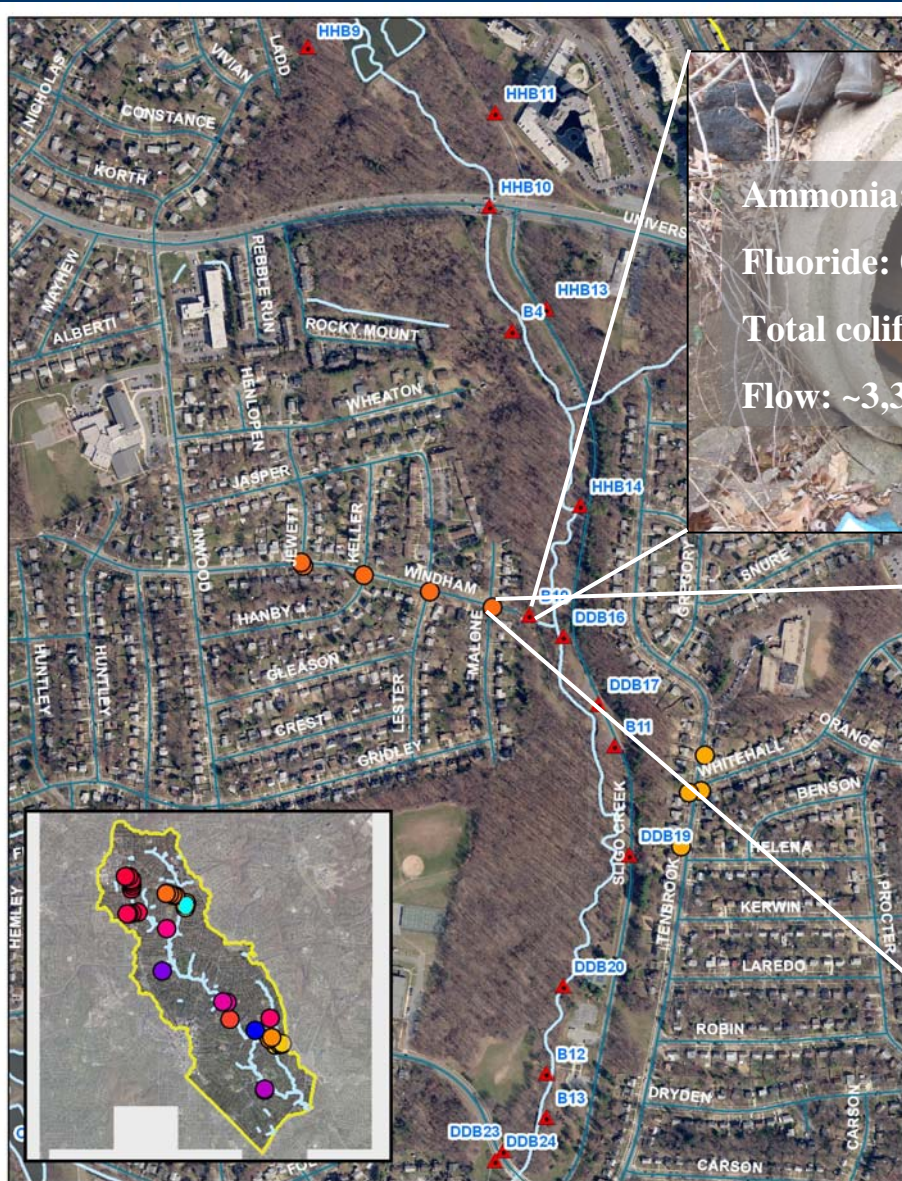 HHB9
LADD
VIVIAN
NICHOLAS
CONSTANCE
HHB11
KORTH
HHB10
UNIVERS
Ammonia:
Fluoride:
Total colif
Flow: ~3,3
MAYHEW
PEBBLE RUN
HHB13
B4
ALBERTI
ROCKY MOUNT
HENLOPEN
WHEATON
JASPER
HHB14
INWOOD
JEWETT
KELLER
WINDHAM
GREGORY
SNURE
HANBY
MALONE
B10
DDB16
HUNTLEY
HUNTLEY
GLEASON
LESTER
DDB17
B11
CREST
GRIDLEY
ORANGE
WHITEHALL
BENSON
SLIGO CREEK
DDB19
HELENA
HEMLEY
TENBROOK
KERWIN
PROCTER
LAREDO
DDB20
ROBIN
B12
B13
DRYDEN
CARSON
DDB23
DDB24
CARSON